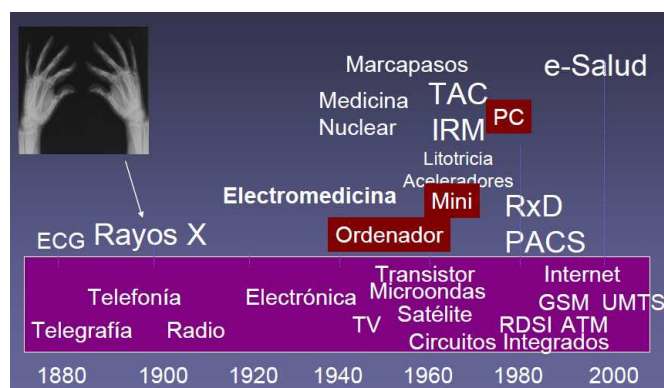 Marcapasos e-Salud
Medicina TAC PC
Nuclear IRM
Litotricia
Electromedicina Aceleradores
Mini RxD
ECG Rayos X Ordenador PACS
Transistor Internet
Telefonía Electrónica Microondas GSM UMTS
Telegrafía Radio TV Satélite RDSI ATM
Circuitos Integrados
1880 1900 1920 1940 1960 1980 2000